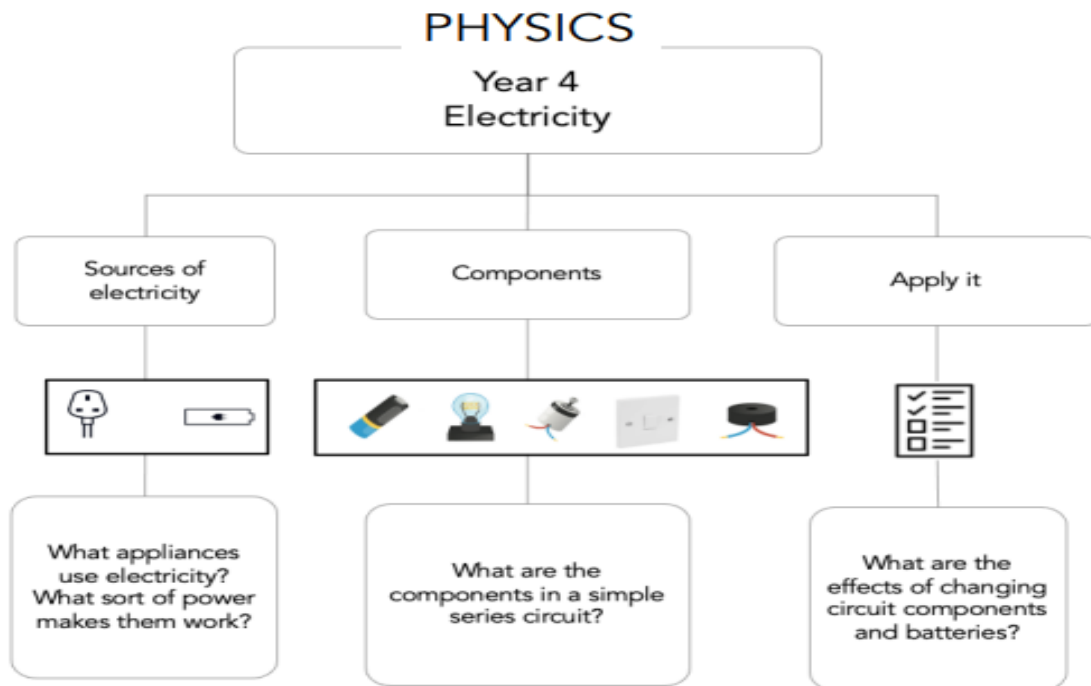 PHYSICS
Year 4
Electricity
Sources of
electricity
Components
Apply it
What appliances
use electricity?
What sort of power
makes them work?
What are the
components in a simple
series circuit?
What are the
effects of changing
circuit components
and batteries?